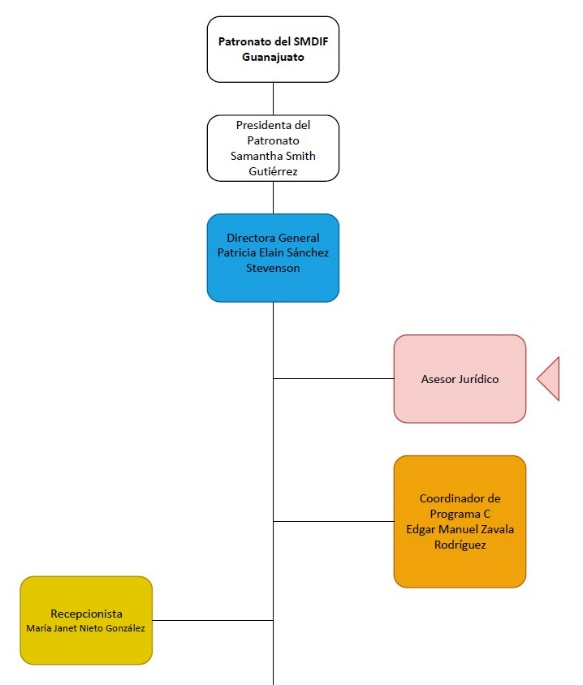 Patronato del SMDIF
Guanajuato
Presidenta del
Patronato
Samantha Smith
Gutiérrez
Directora General
Patricia Elain Sánchez
Stevenson
Asesor Jurídico
Coordinador de
Programa C
Edgar Manuel Zavala
Rodríguez
Recepcionista
María Janet Nieto González